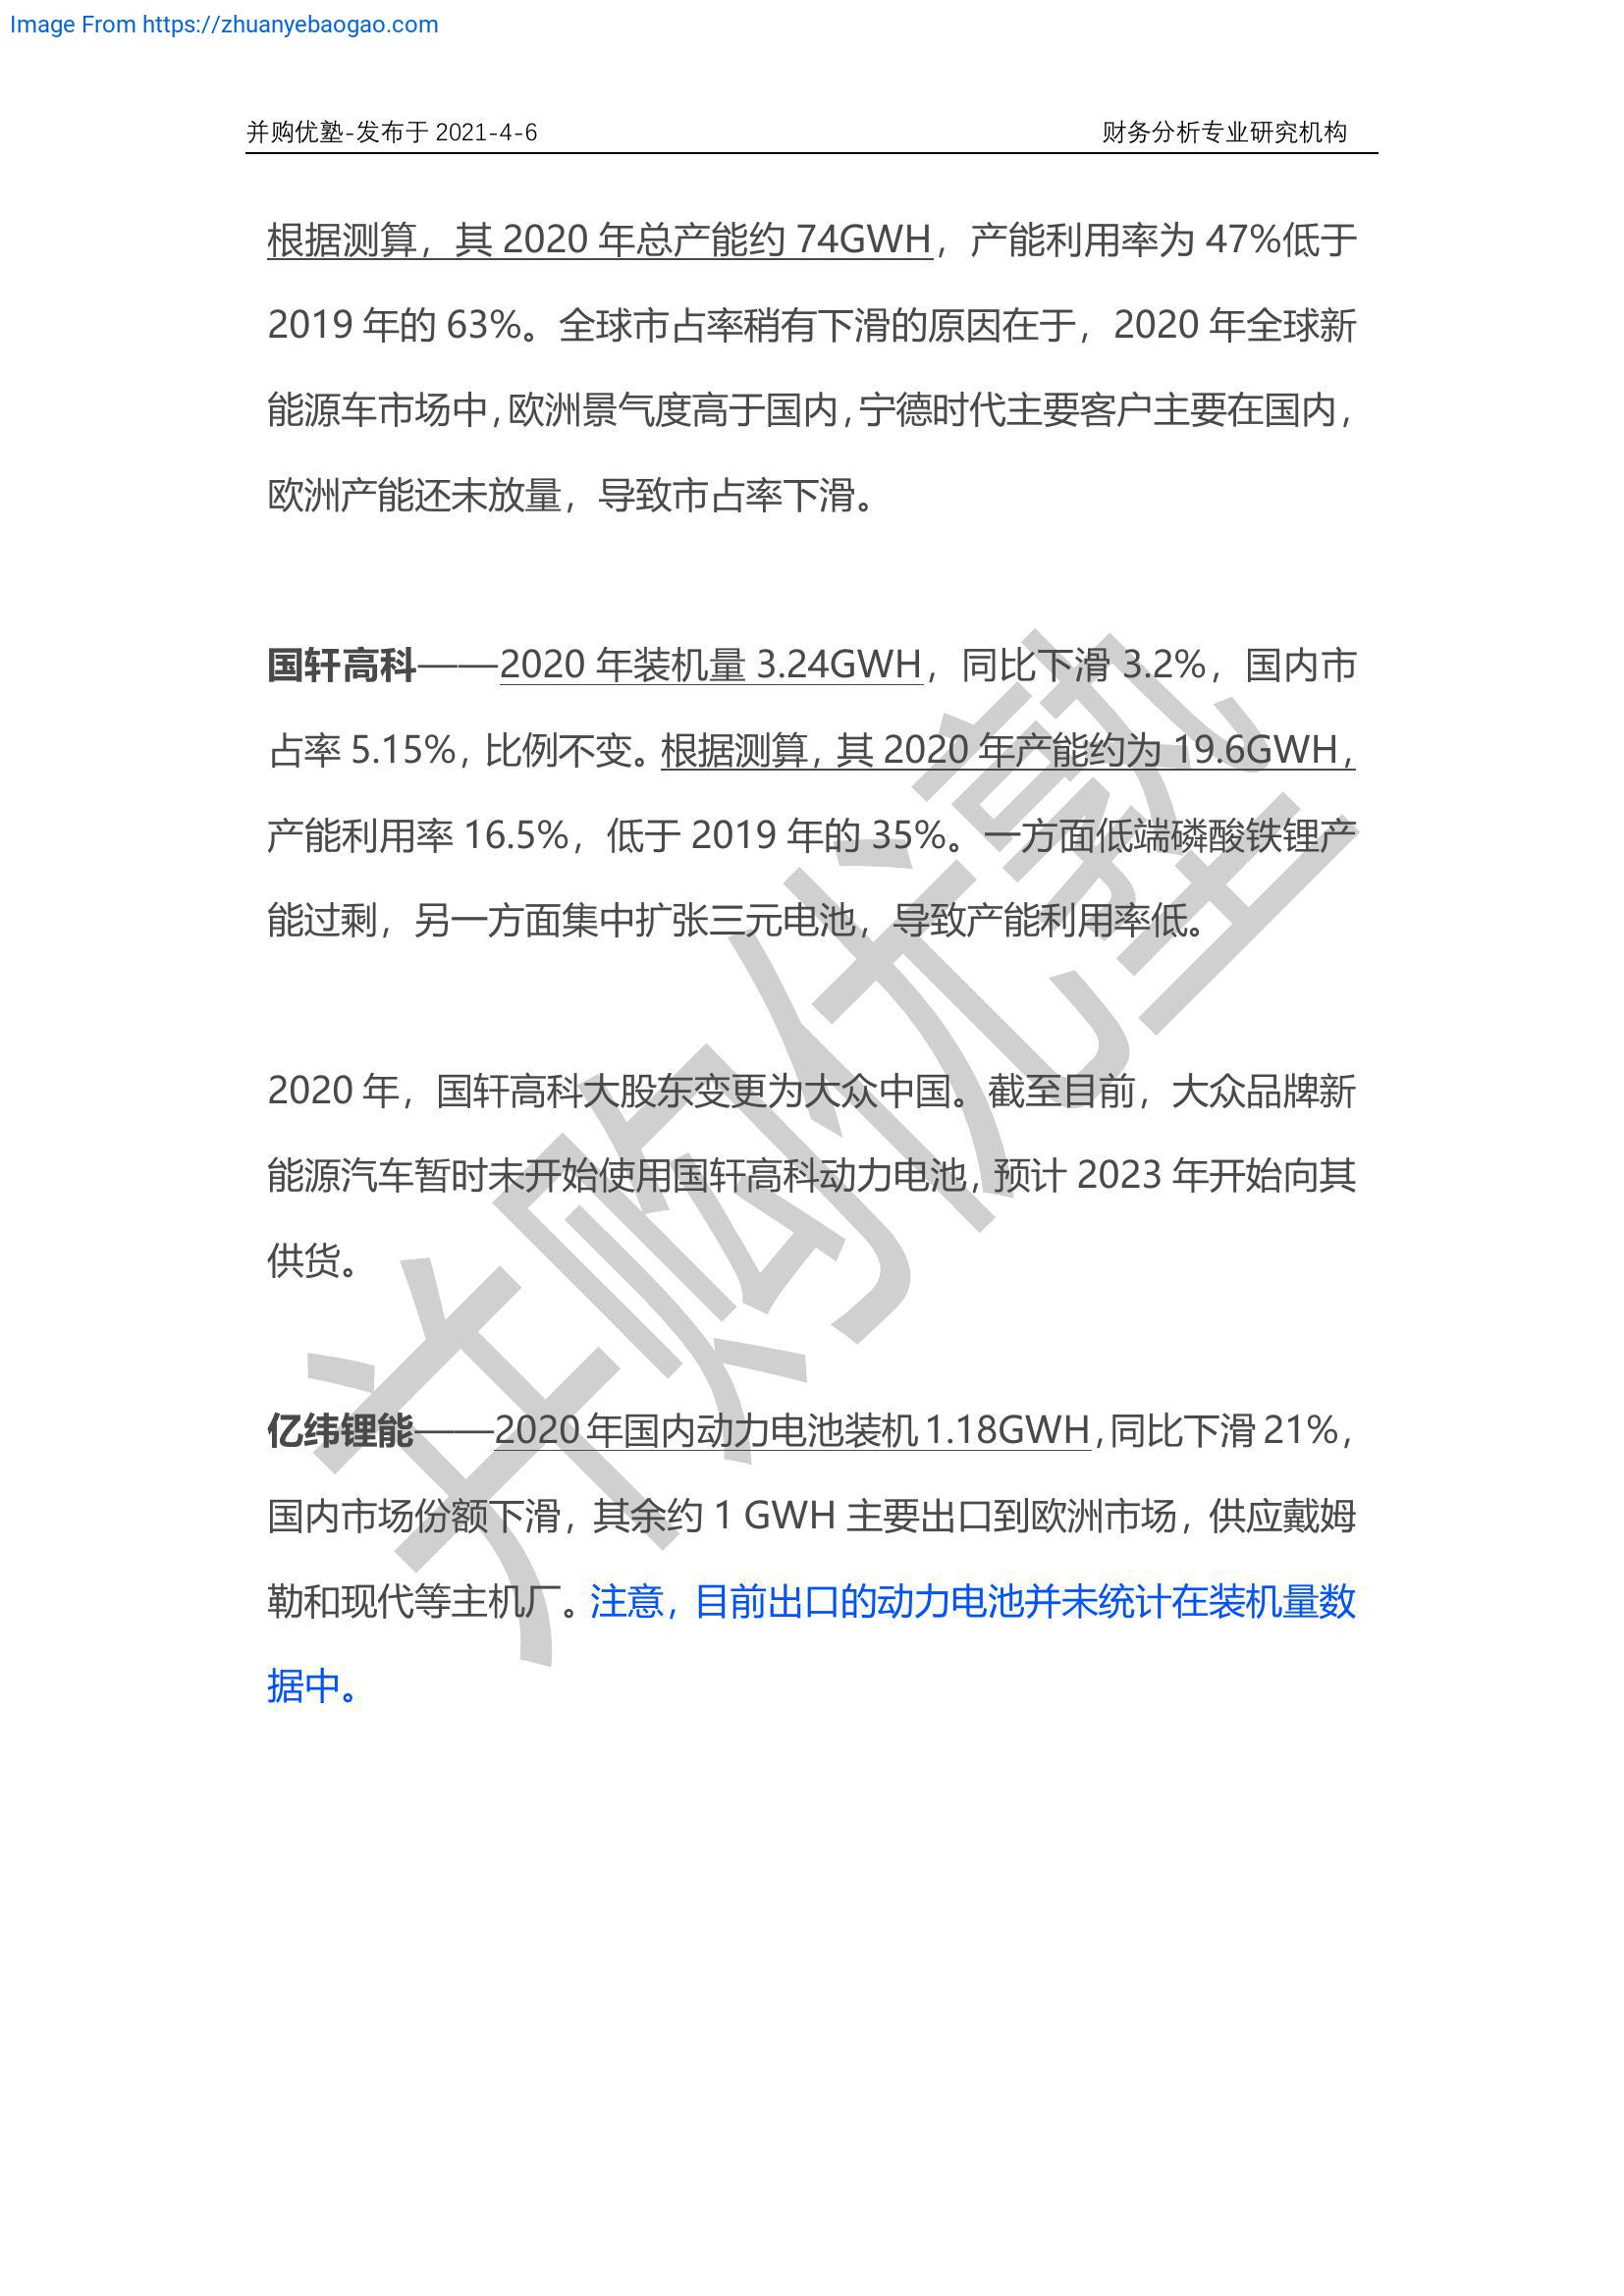 Image From https://zhuanyebaogao.com
并购优塾-发布于 2021-4-6 财务分析专业研究机构
根据测算，其 2020 年总产能约 74GWH，产能利用率为 47%低于
2019 年的 63%。全球市占率稍有下滑的原因在于，2020 年全球新
能源车市场中，欧洲景气度高于国内，宁德时代主要客户主要在国内，
欧洲产能还未放量，导致市占率下滑。
国轩高科——2020 年装机量 3.24GWH，同比下滑 3.2%，国内市
占率 5.15%，比例不变。根据测算，其 2020 年产能约为 19.6GWH，
产能利用率 16.5%，低于 2019 年的 35%。 一方面低端磷酸铁锂产
能过剩，另一方面集中扩张三元电池，导致产能利用率低。
2020 年，国轩高科大股东变更为大众中国。截至目前，大众品牌新
能源汽车暂时未开始使用国轩高科动力电池，预计 2023 年开始向其
供货。
亿纬锂能——2020 年国内动力电池装机 1.18GWH，同比下滑 21%，
国内市场份额下滑，其余约 1 GWH 主要出口到欧洲市场，供应戴姆
勒和现代等主机厂。注意，目前出口的动力电池并未统计在装机量数
据中。
并购优塾